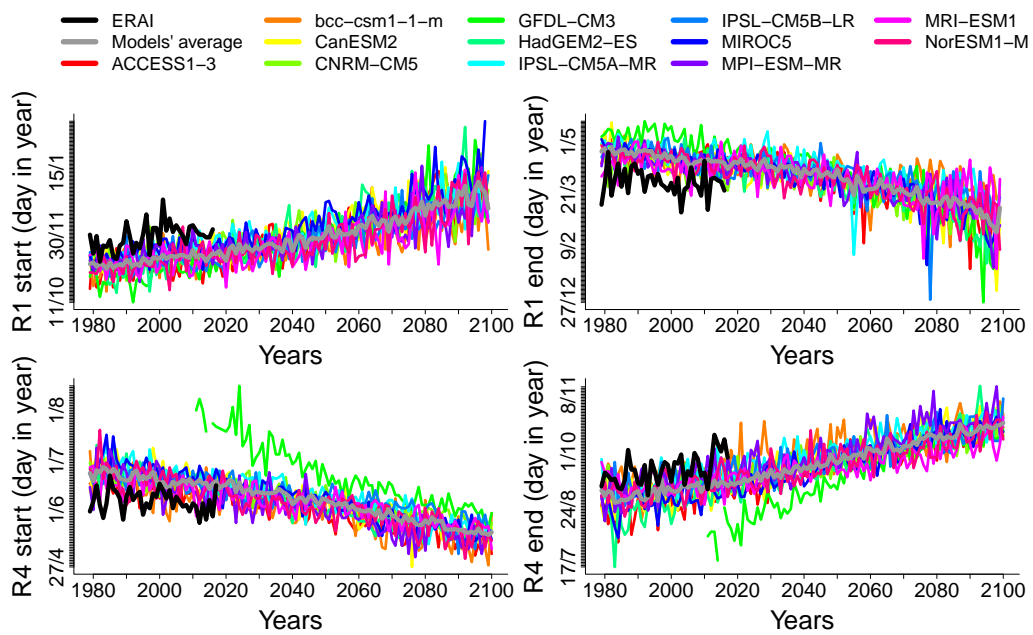 ERAI bcc−csm1−1−m GFDL−CM3 IPSL−CM5B−LR MRI−ESM1
Models' average CanESM2 HadGEM2−ES MIROC5 NorESM1−M
ACCESS1−3 CNRM−CM5 IPSL−CM5A−MR MPI−ESM−MR
R1 start (day in year)
11/10 30/11 15/1
1980 2000 2020 2040 2060 2080 2100
Years
R1 end (day in year)
27/12 9/2 21/3 1/5
1980 2000 2020 2040 2060 2080 2100
Years
R4 start (day in year)
27/4 1/6 1/7 1/8
1980 2000 2020 2040 2060 2080 2100
Years
R4 end (day in year)
17/7 24/8 1/10 8/11
1980 2000 2020 2040 2060 2080 2100
Years